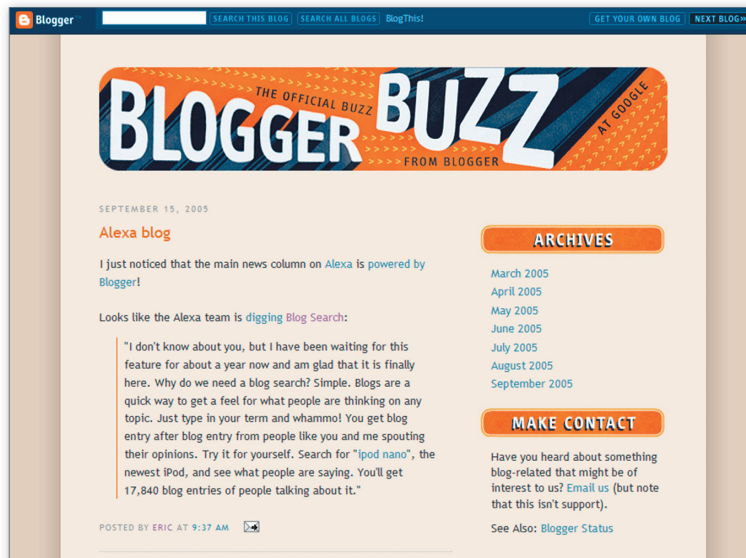 Blogger SEARCH THIS BLOG SEARCH ALL BLOGS BlogThis! GET YOUR OWN BLOG NEXT BLOG»
THE OFFICIAL BUZZ
BLOGGER BUZZ
FROM BLOGGER
AT GOOGLE
SEPTEMBER 15, 2005
Alexa blog
I just noticed that the main news column on Alexa is powered by
Blogger!
Looks like the Alexa team is digging Blog Search:
"I don't know about you, but I have been waiting for this
feature for about a year now and am glad that it is finally
here. Why do we need a blog search? Simple. Blogs are a
quick way to get a feel for what people are thinking on any
topic. Just type in your term and whammo! You get blog
entry after blog entry from people like you and me spouting
their opinions. Try it for yourself. Search for "ipod nano", the
newest iPod, and see what people are saying. You'll get
17,840 blog entries of people talking about it."
POSTED BY ERIC AT 9:37 AM
ARCHIVES
March 2005
April 2005
May 2005
June 2005
July 2005
August 2005
September 2005
MAKE CONTACT
Have you heard about something
blog-related that might be of
interest to us? Email us (but note
that this isn't support).
See Also: Blogger Status